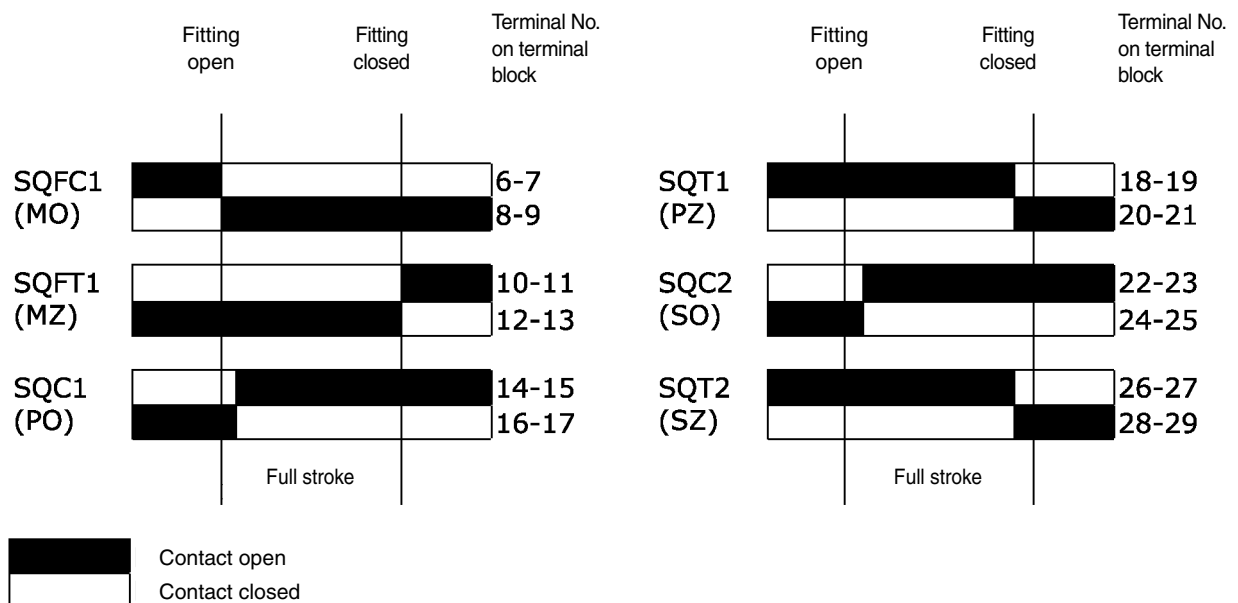 Fitting
open
Fitting
closed
Terminal No.
on terminal
block
SQFC1
(MO)
6-7
8-9
SQFT1
(MZ)
10-11
12-13
SQC1
(PO)
14-15
16-17
Full stroke
Fitting
open
Fitting
closed
Terminal No.
on terminal
block
SQT1
(PZ)
18-19
20-21
SQC2
(SO)
22-23
24-25
SQT2
(SZ)
26-27
28-29
Full stroke
Contact open
Contact closed